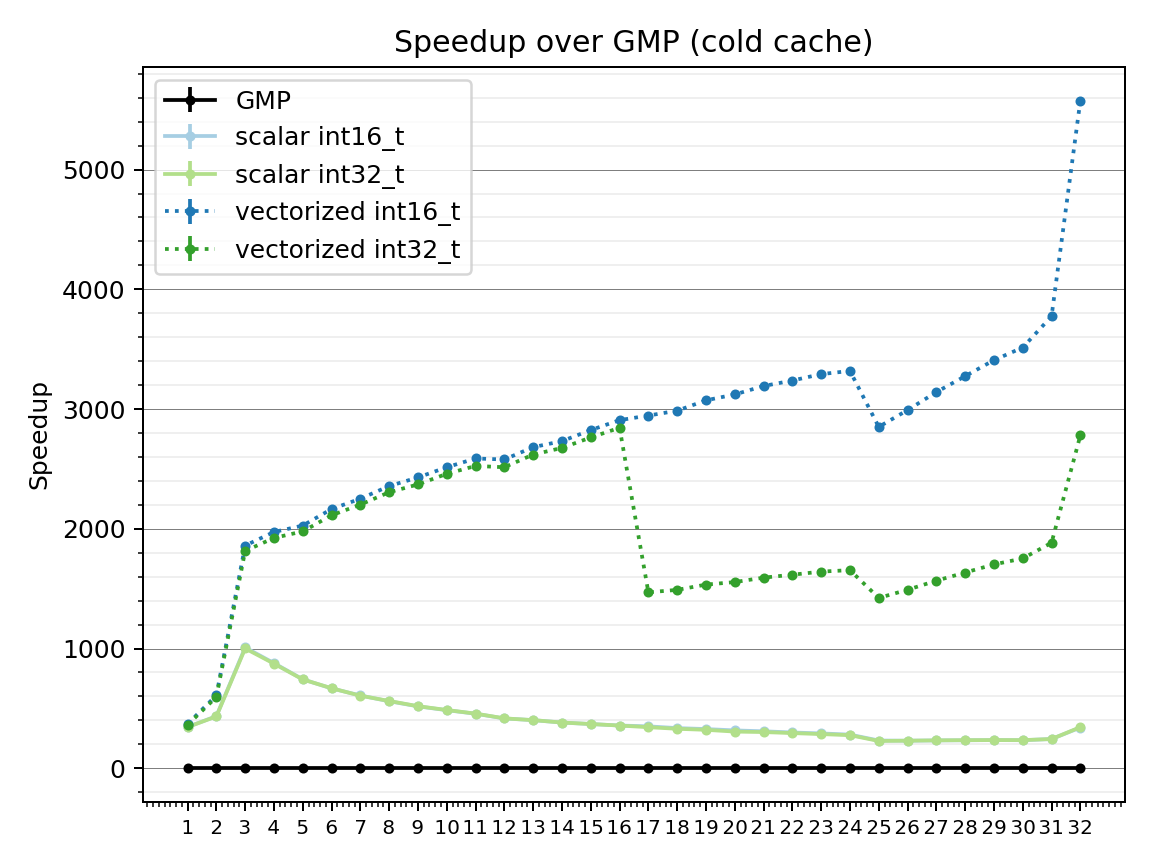 Speedup over GMP (cold cache)
GMP
scalar int16_t
scalar int32_t
vectorized int16_t
vectorized int32_t
Speedup
5000
4000
3000
2000
1000
0
1 2 3 4 5 6 7 8 9 10 11 12 13 14 15 16 17 18 19 20 21 22 23 24 25 26 27 28 29 30 31 32